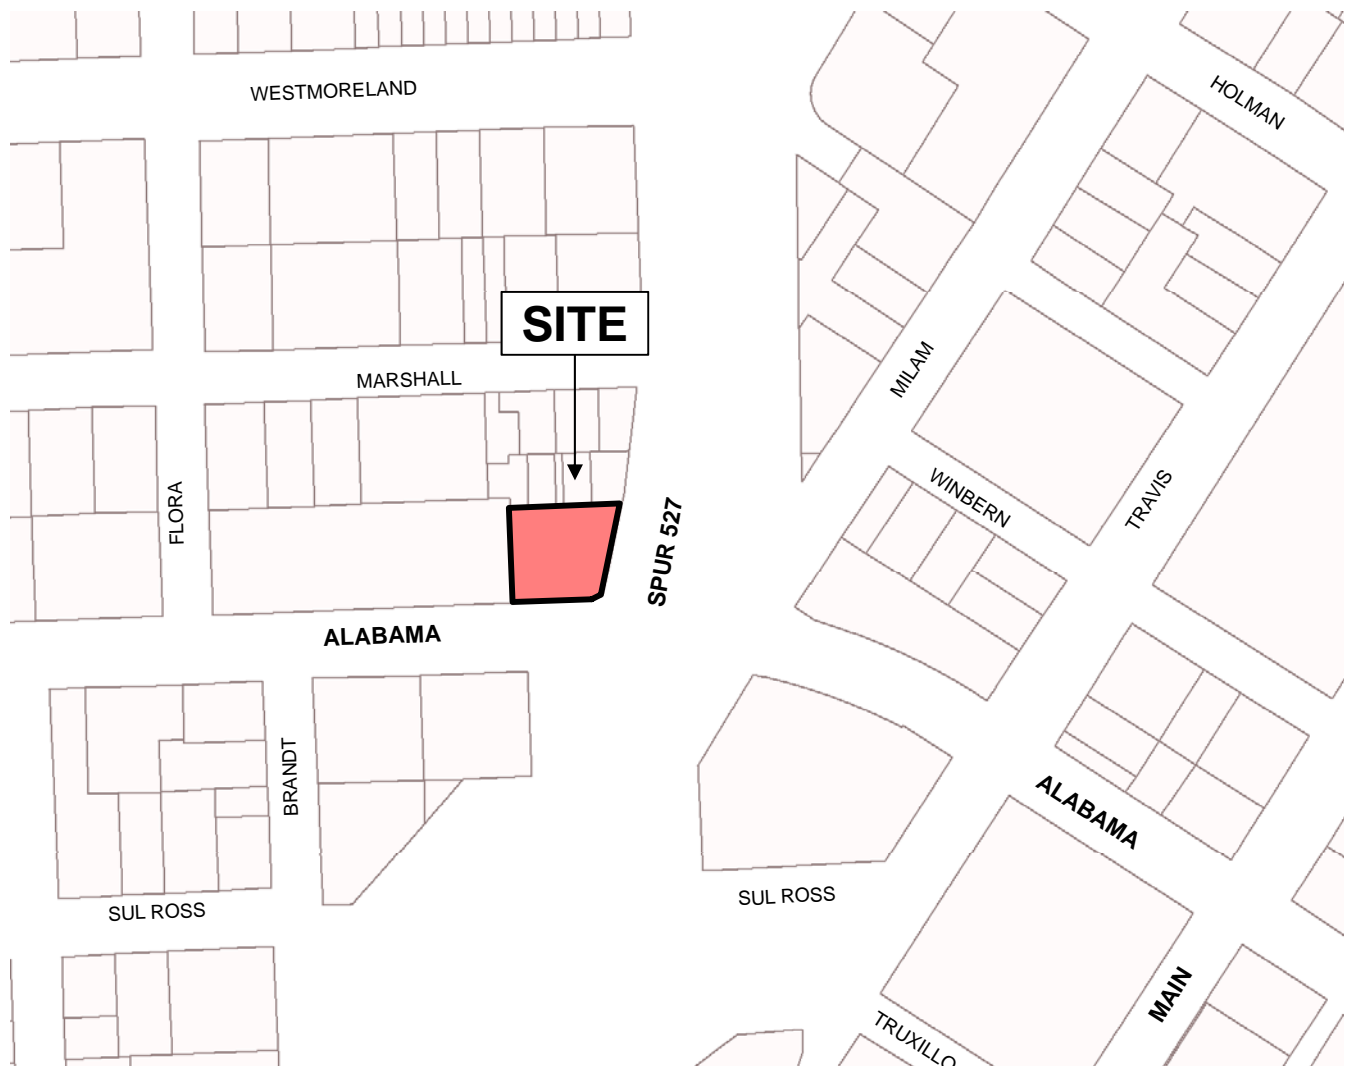 WESTMORELAND
HOLMAN
SITE
MARSHALL
MILAM
FLORA
WINBERN
TRAVIS
SPUR 527
ALABAMA
BRANDT
ALABAMA
SUL ROSS
SUL ROSS
MAIN
TRUXILLO